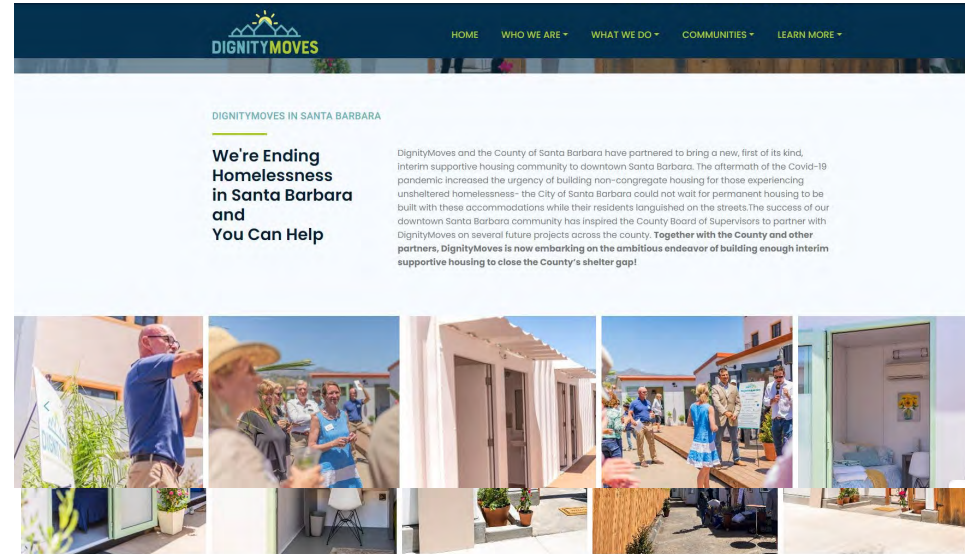 DIGNITYMOVES
HOME WHO WE ARE WHAT WE DO COMMUNITIES LEARN MORE
DIGNITYMOVES IN SANTA BARBARA
We're Ending
Homelessness
in Santa Barbara
and
You Can Help
DignityMoves and the County of Santa Barbara have partnered to bring a new, first of its kind,
interim supportive housing community to downtown Santa Barbara. The aftermath of the Covid-19
pandemic increased the urgency of building non-congregate housing for those experiencing
unsheltered homelessness- the City of Santa Barbara could not wait for permanent housing to be
built with these accommodations while their residents languished on the streets.The success of our
downtown Santa Barbara community has inspired the County Board of Supervisors to partner with
DignityMoves on several future projects across the county. Together with the County and other
partners, DignityMoves is now embarking on the ambitious endeavor of building enough interim
supportive housing to close the County's shelter gap!